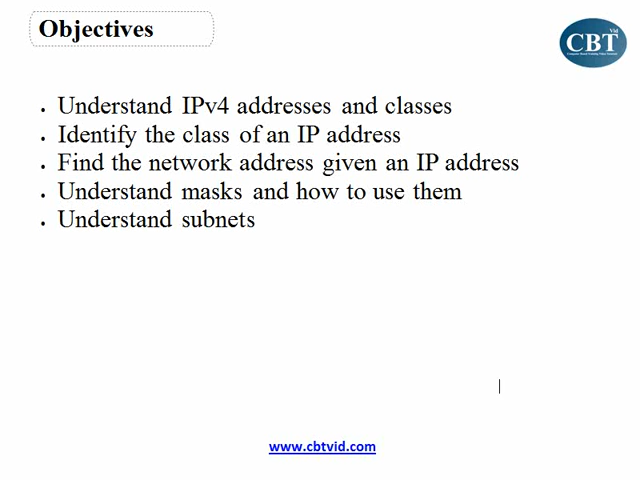 Objectives
Vid
CBT
• Understand IPv4 addresses and classes
• Identify the class of an IP address
• Find the network address given an IP address
• Understand masks and how to use them
• Understand subnets
www.cbtvid.com